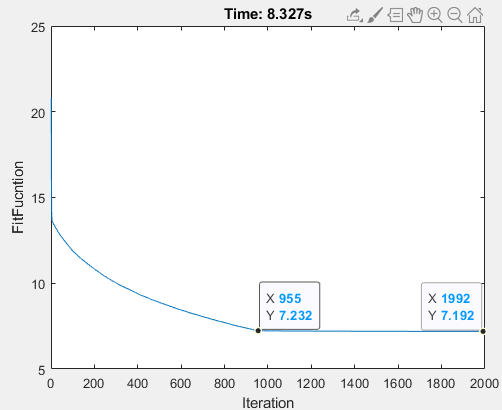 Time: 8.327s
25
20
15
10
5
FitFucntion
X 955
Y 7.232
X 1992
Y 7.192
0 200 400 600 800 1000 1200 1400 1600 1800 2000
Iteration